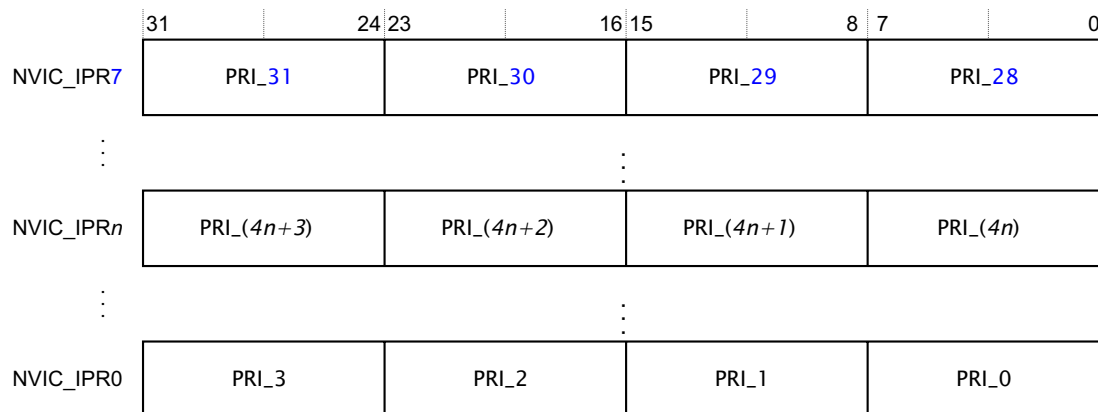 31 24 23 16 15 8 7 0
NVIC_IPR7 PRI_31 PRI_30 PRI_29 PRI_28
NVIC_IPRn PRI_(4n+3) PRI_(4n+2) PRI_(4n+1) PRI_(4n)
NVIC_IPR0 PRI_3 PRI_2 PRI_1 PRI_0